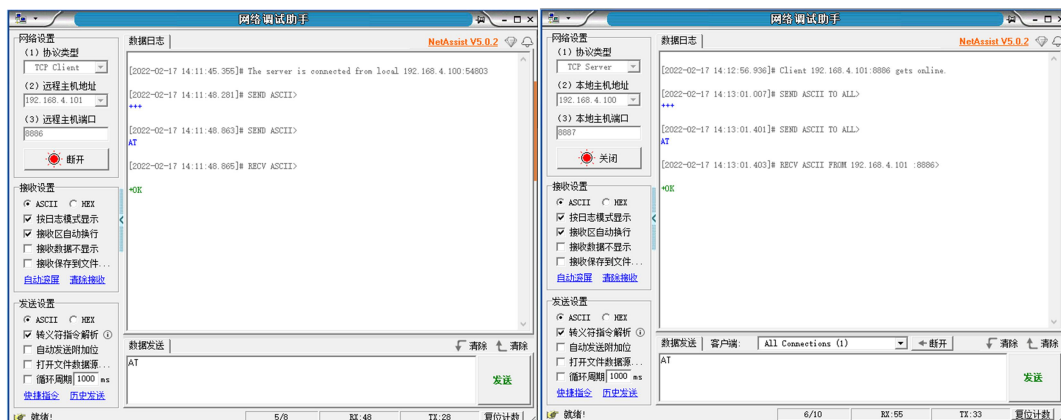 网络调试助手
网络设置
(1) 协议类型
TCP Client
(2) 远程主机地址
192.168.4.101
(3) 远程主机端口
8886
断开
接收设置
ASCII HEX
按日志模式显示
接收区自动换行
接收数据不显示
接收保存到文件...
自动滚屏 清除接收
发送设置
ASCII HEX
转义符指令解析
自动发送附加位
打开文件数据源...
循环周期 1000 ms
快捷指令 历史发送
数据日志
NetAssist V5.0.2
[2022-02-17 14:11:45.355]# The server is connected from local 192.168.4.100:54803
[2022-02-17 14:11:48.281]# SEND ASCII>
+++
[2022-02-17 14:11:48.863]# SEND ASCII>
AT
[2022-02-17 14:11:48.865]# RECV ASCII>
+OK
数据发送 清除 清除
AT
发送
就绪! 5/8 RX:48 TX:28 复位计数
网络调试助手
网络设置
(1) 协议类型
TCP Server
(2) 本地主机地址
192.168.4.100
(3) 本地主机端口
8887
关闭
接收设置
ASCII HEX
按日志模式显示
接收区自动换行
接收数据不显示
接收保存到文件...
自动滚屏 清除接收
发送设置
ASCII HEX
转义符指令解析
自动发送附加位
打开文件数据源...
循环周期 1000 ms
快捷指令 历史发送
数据日志
NetAssist V5.0.2
[2022-02-17 14:12:56.936]# Client 192.168.4.101:8886 gets online.
[2022-02-17 14:13:01.007]# SEND ASCII TO ALL>
+++
[2022-02-17 14:13:01.401]# SEND ASCII TO ALL>
AT
[2022-02-17 14:13:01.403]# RECV ASCII FROM 192.168.4.101 :8886>
+OK
数据发送 客户端: All Connections (1) 断开 清除 清除
AT
发送
就绪! 6/10 RX:55 TX:33 复位计数